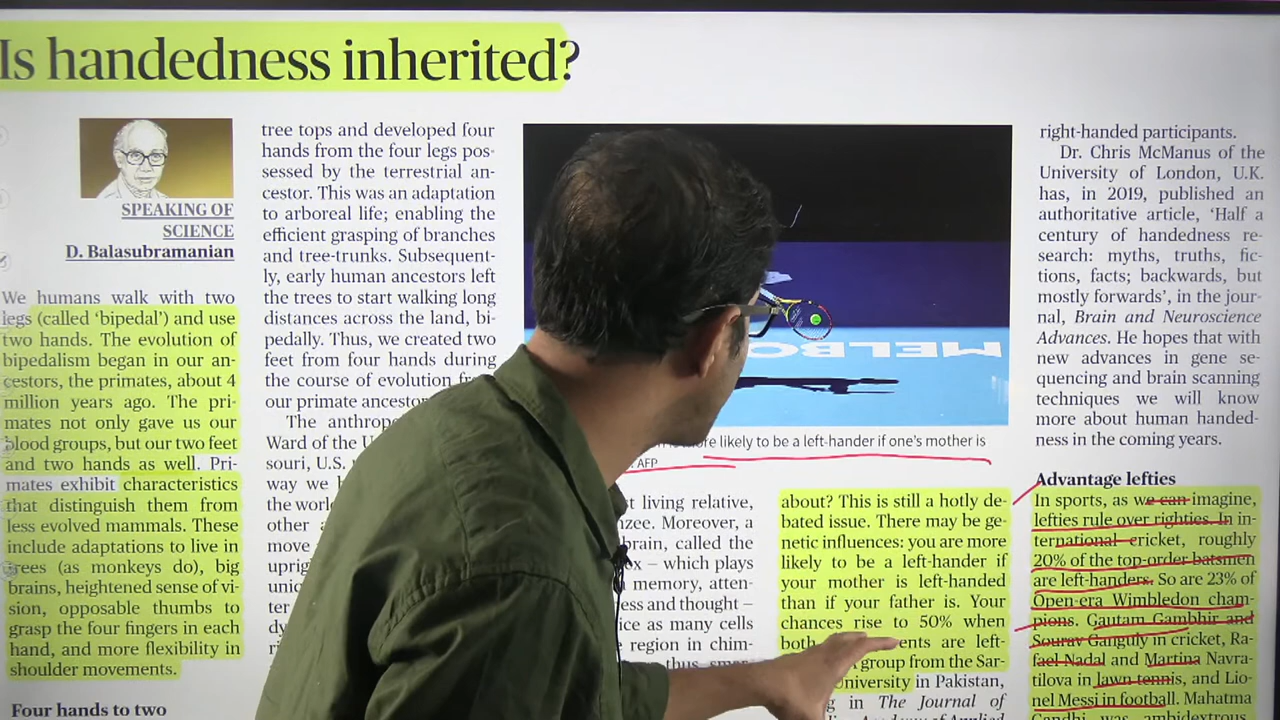 Is handedness inherited?
SPEAKING OF
SCIENCE
D. Balasubramanian
We humans walk with two
legs (called ‘bipedal’) and use
two hands. The evolution of
bipedalism began in our an-
cestors, the primates, about 4
million years ago. The pri-
mates not only gave us our
blood groups, but our two feet
and two hands as well. Pri-
mates exhibit characteristics
that distinguish them from
less evolved mammals. These
include adaptations to live in
trees (as monkeys do), big
brains, heightened sense of vi-
sion, opposable thumbs to
grasp the four fingers in each
hand, and more flexibility in
shoulder movements.
Four hands to two
tree tops and developed four
hands from the four legs pos-
sessed by the terrestrial an-
cestor. This was an adaptation
to arboreal life; enabling the
efficient grasping of branches
and tree-trunks. Subsequent-
ly, early human ancestors left
the trees to start walking long
distances across the land, bi-
pedally. Thus, we created two
feet from four hands during
the course of evolution
our primate
The
Ward of the
souri, U.S.
way we
the
other
move
MELBO
likely to be a left-hander if one’s mother is
AFP
t living relative,
Moreover, a
brain, called the
– which plays
memory, atten-
ess and thought –
as many cells
region in chim-
thus
about? This is still a hotly de-
bated issue. There may be ge-
netic influences: you are more
likely to be a left-hander if
your mother is left-handed
than if your father is. Your
chances rise to 50% when
both ents are left-
group from the Sar-
University in Pakistan,
in The Journal of
right-handed participants.
Dr. Chris McManus of the
University of London, U.K.
has, in 2019, published an
authoritative article, ‘Half a
century of handedness re-
search: myths, truths, fic-
tions, facts; backwards, but
mostly forwards’, in the jour-
nal, Brain and Neuroscience
Advances. He hopes that with
new advances in gene se-
quencing and brain scanning
techniques we will know
more about human handed-
ness in the coming years.
Advantage lefties
In sports, as we can imagine,
lefties rule over righties. In in-
ternational cricket, roughly
20% of the top-order batsmen
are left-handers. So are 23% of
Open-era Wimbledon cham-
pions. Gautam Gambhir and
Sourav Ganguly in cricket, Ra-
fael Nadal and Martina Navra-
tilova in lawn tennis, and Lio-
nel Messi in football. Mahatma
Gandhi was ambidextrous